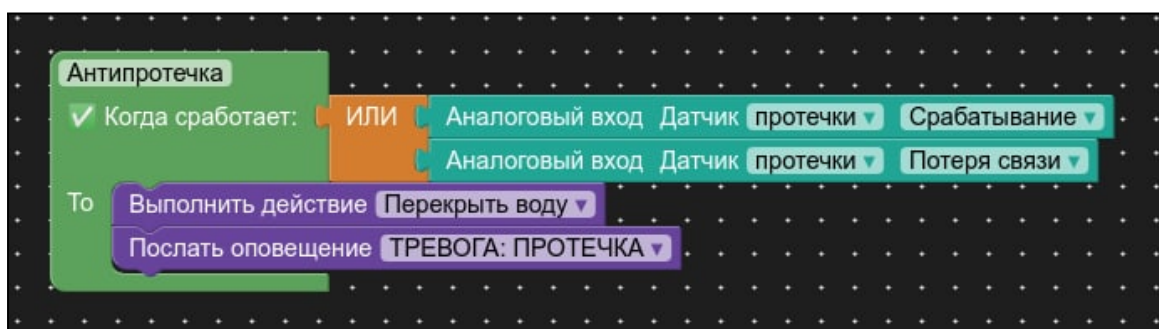 Антипротечка
Когда сработает: ИЛИ Аналоговый вход Датчик протечки Срабатывание
Аналоговый вход Датчик протечки Потеря связи
То Выполнить действие Перекрыть воду
Послать оповещение ТРЕВОГА: ПРОТЕЧКА